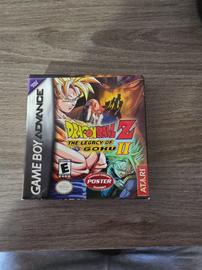 GAME BOY ADVANCE
DRAGON BALL Z
THE LEGACY OF
GOKU II
E
POSTER
ATARI